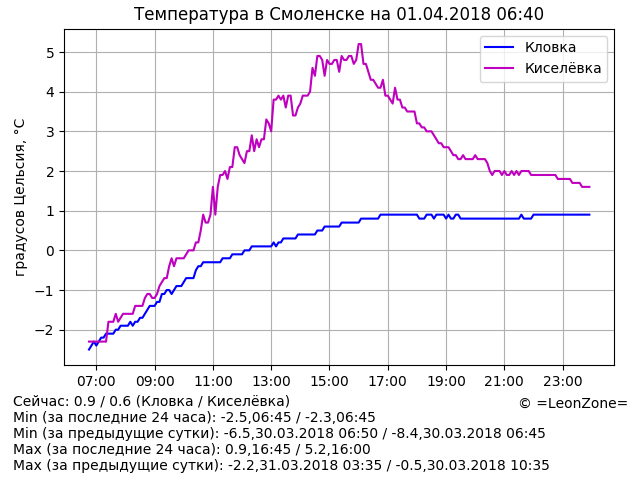 Температура в Смоленске на 01.04.2018 06:40
градусов Цельсия, °C
5
4
3
2
1
0
−1
−2
Кловка
Киселёвка
07:00 09:00 11:00 13:00 15:00 17:00 19:00 21:00 23:00
Сейчас: 0.9 / 0.6 (Кловка / Киселёвка)
© =LeonZone=
Min (за последние 24 часа): -2.5,06:45 / -2.3,06:45
Min (за предыдущие сутки): -6.5,30.03.2018 06:50 / -8.4,30.03.2018 06:45
Max (за последние 24 часа): 0.9,16:45 / 5.2,16:00
Max (за предыдущие сутки): -2.2,31.03.2018 03:35 / -0.5,30.03.2018 10:35